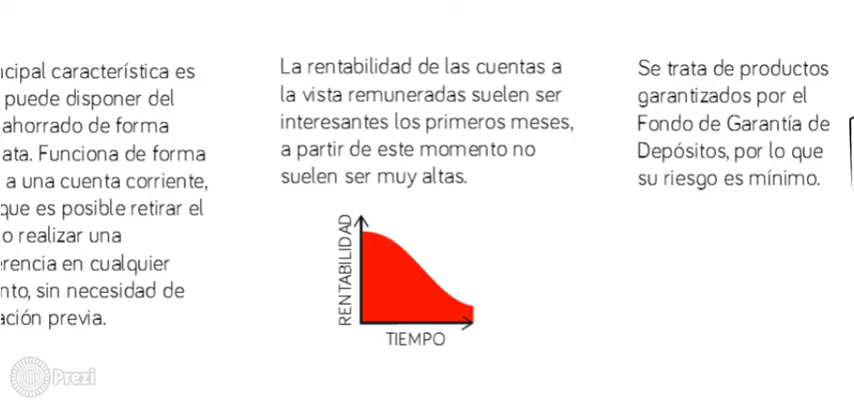 ncipal característica es
puede disponer del
ahorrado de forma
ata. Funciona de forma
a una cuenta corriente,
que es posible retirar el
o realizar una
erencia en cualquier
nto, sin necesidad de
ación previa.
La rentabilidad de las cuentas a
la vista remuneradas suelen ser
interesantes los primeros meses,
a partir de este momento no
suelen ser muy altas.
RENTABILIDAD
TIEMPO
Se trata de productos
garantizados por el
Fondo de Garantía de
Depósitos, por lo que
su riesgo es mínimo.
Prezi